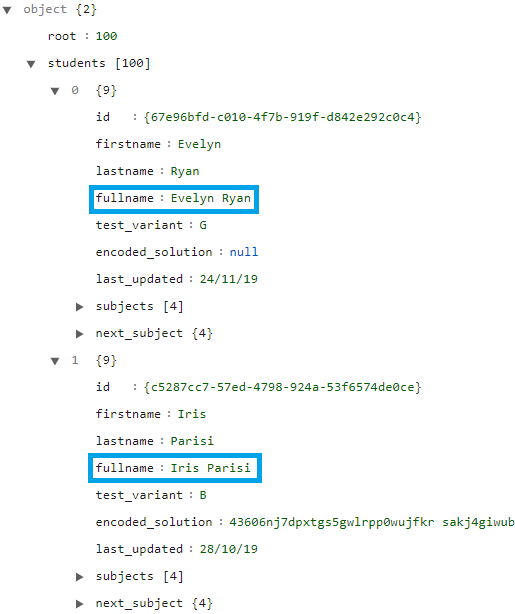 object {2}
root : 100
students [100]
0 {9}
id : {67e96bfd-c010-4f7b-919f-d842e292c0c4}
firstname : Evelyn
lastname : Ryan
fullname : Evelyn Ryan
test_variant : G
encoded_solution : null
last_updated : 24/11/19
subjects [4]
next_subject {4}
1 {9}
id : {c5287cc7-57ed-4798-924a-53f6574de0ce}
firstname : Iris
lastname : Parisi
fullname : Iris Parisi
test_variant : B
encoded_solution : 43606nj7dpxtgs5gwlrpp0wujfkr sakj4giwub
last_updated : 28/10/19
subjects [4]
next_subject {4}